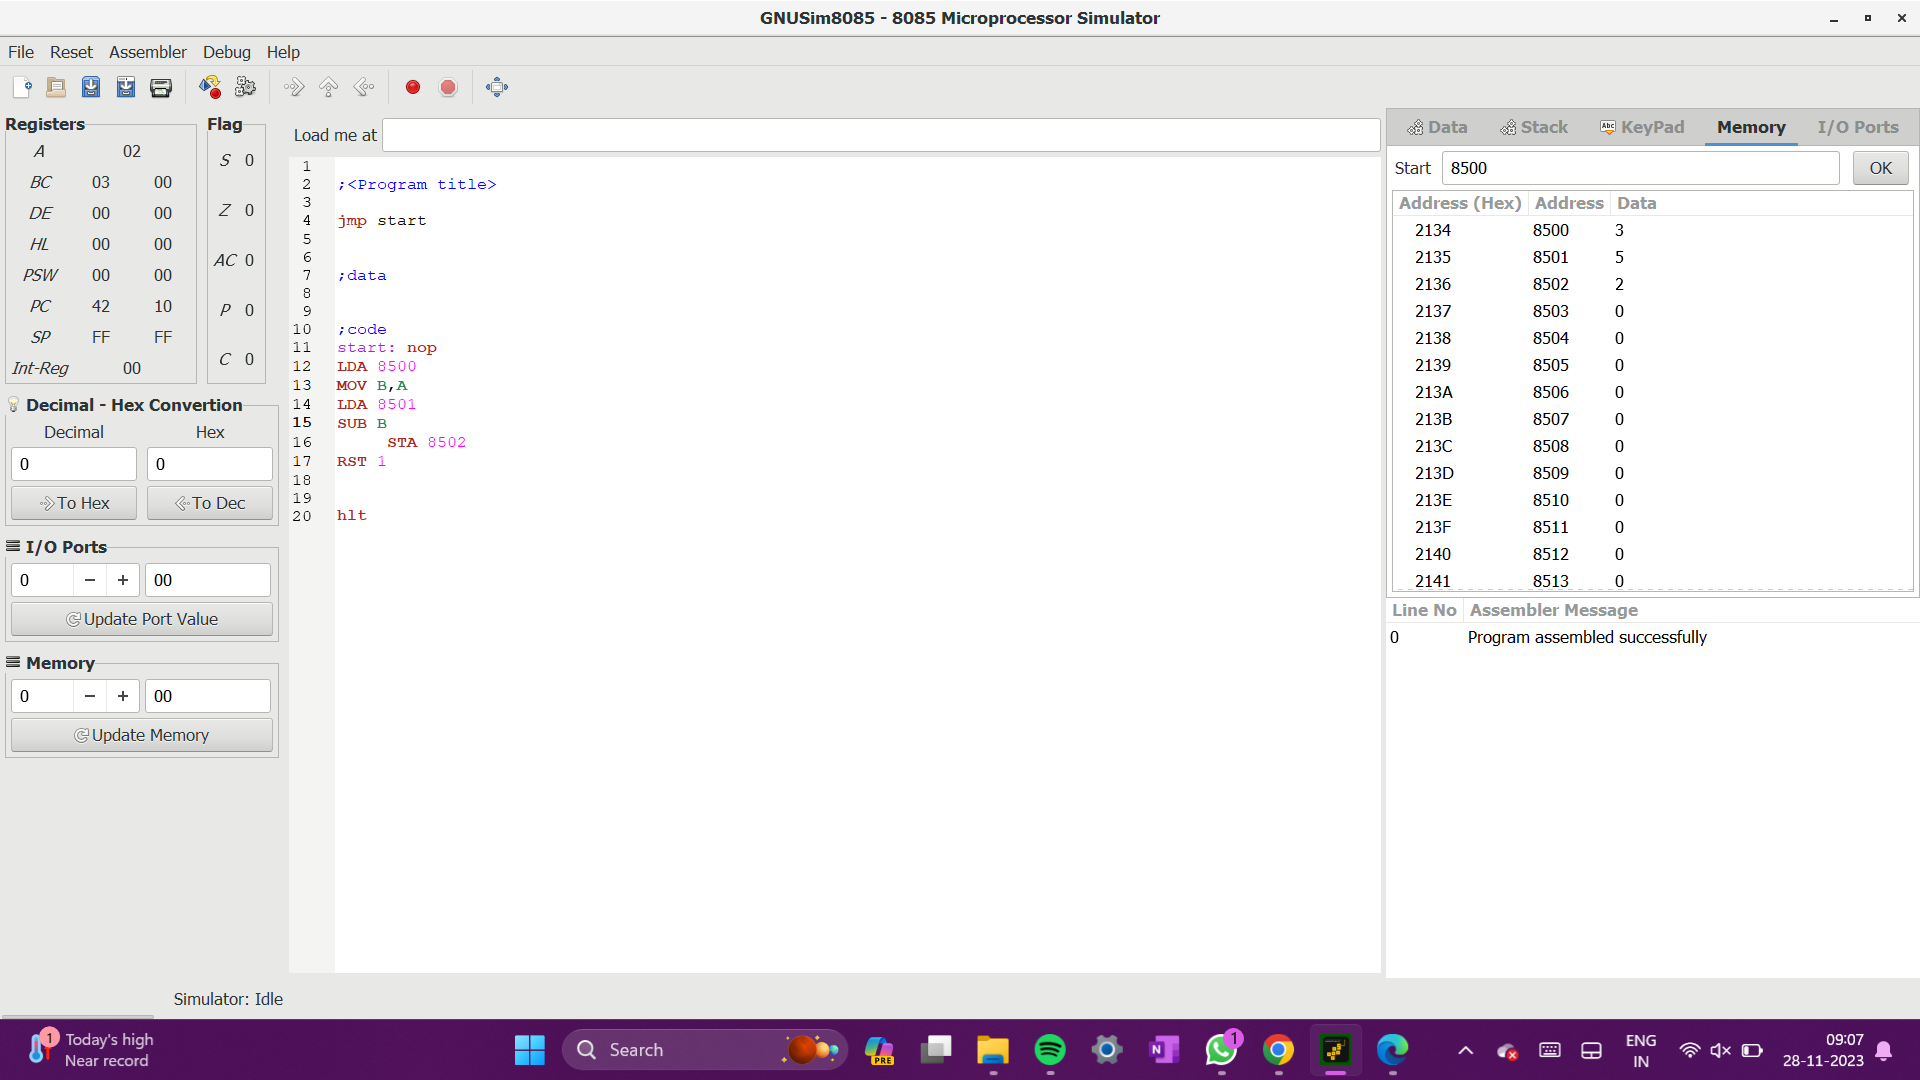 GNUSim8085 - 8085 Microprocessor Simulator
File Reset Assembler Debug Help
Registers
A 02
BC 03 00
DE 00 00
HL 00 00
PSW 00 00
PC 42 10
SP FF FF
Int-Reg 00
Flag
S 0
Z 0
AC 0
P 0
C 0
Decimal - Hex Convertion
Decimal Hex
0 0
To Hex To Dec
I/O Ports
0 − + 00
Update Port Value
Memory
0 − + 00
Update Memory
Load me at
1
2 ;<Program title>
3
4 jmp start
5
6
7 ;data
8
9
10 ;code
11 start: nop
12 LDA 8500
13 MOV B,A
14 LDA 8501
15 SUB B
16 STA 8502
17 RST 1
18
19
20 hlt
Data Stack Abc KeyPad Memory I/O Ports
Start 8500 OK
Address (Hex) Address Data
2134 8500 3
2135 8501 5
2136 8502 2
2137 8503 0
2138 8504 0
2139 8505 0
213A 8506 0
213B 8507 0
213C 8508 0
213D 8509 0
213E 8510 0
213F 8511 0
2140 8512 0
2141 8513 0
Line No Assembler Message
0 Program assembled successfully
Simulator: Idle
1 Today's high
Near record
Search
PRE
N
1
ENG
IN
09:07
28-11-2023